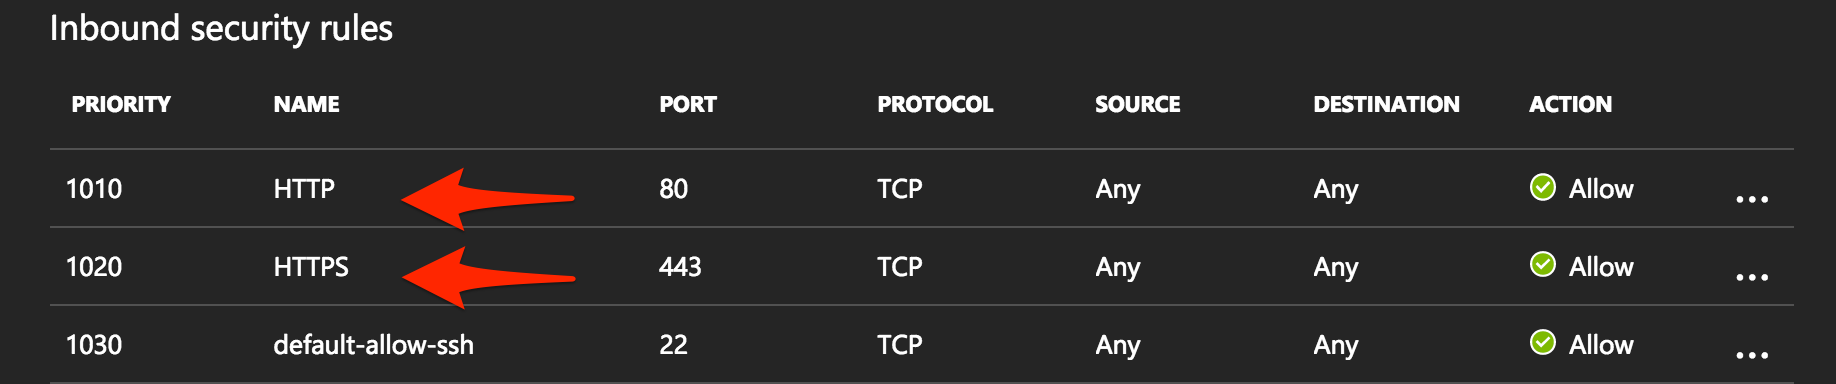 Inbound security rules
PRIORITY NAME PORT PROTOCOL SOURCE DESTINATION ACTION
1010 HTTP 80 TCP Any Any Allow ...
1020 HTTPS 443 TCP Any Any Allow ...
1030 default-allow-ssh 22 TCP Any Any Allow ...